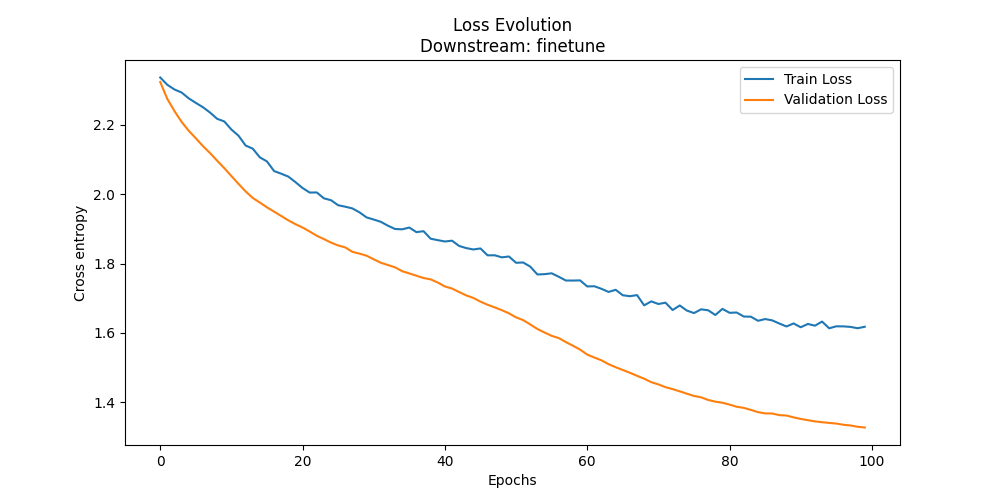 Loss Evolution
Downstream: finetune
Train Loss
Validation Loss
Cross entropy
2.2
2.0
1.8
1.6
1.4
0 20 40 60 80 100
Epochs